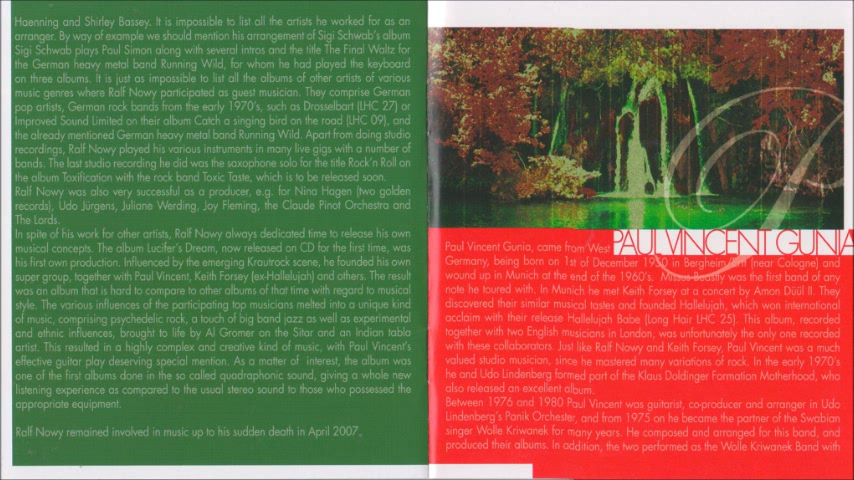 Haenning and Shirley Bassey. It is impossible to list all the artists he worked for as an
arranger. By way of example we should mention his arrangement of Sigi Schwab's album
Sigi Schwab plays Paul Simon along with several intros and the title The Final Waltz for
the German heavy metal band Running Wild, for whom he had played the keyboard
on three albums. It is just as impossible to list all the albums of other artists of various
music genres where Ralf Nowy participated as guest musician. They comprise German
pop artists, German rock bands from the early 1970's, such as Drosselbart (LHC 27) or
Improved Sound Limited on their album Catch a singing bird on the road (LHC 09), and
the already mentioned German heavy metal band Running Wild. Apart from doing studio
recordings, Ralf Nowy played his various instruments in many live gigs with a number of
bands. The last studio recording he did was the saxophone solo for the title Rock'n Roll on
the album Toxification with the rock band Toxic Taste, which is to be released soon.
Ralf Nowy was also very successful as a producer, e.g. for Nina Hagen (two golden
records), Udo Jürgens, Juliane Werding, Joy Fleming, the Claude Pinot Orchestra and
The Lords.
In spite of his work for other artists, Ralf Nowy always dedicated time to release his own
musical concepts. The album Lucifer's Dream, now released on CD for the first time, was
his first own production. Influenced by the emerging Krautrock scene, he founded his own
super group, together with Paul Vincent, Keith Forsey (ex-Hallelujah) and others. The result
was an album that is hard to compare to other albums of that time with regard to musical
style. The various influences of the participating top musicians melted into a unique kind
of music, comprising psychedelic rock, a touch of big band jazz as well as experimental
and ethnic influences, brought to life by Al Gromer on the Sitar and an Indian tabla
artist. This resulted in a highly complex and creative kind of music, with Paul Vincent's
effective guitar play deserving special mention. As a matter of interest, the album was
one of the first albums done in the so called quadraphonic sound, giving a whole new
listening experience as compared to the usual stereo sound to those who possessed the
appropriate equipment.
Ralf Nowy remained involved in music up to his sudden death in April 2007.
PAUL VINCENT GUNIA
Paul Vincent Gunia, came from West
Germany, being born on 1st of December 1950 in Bergheim/Erft (near Cologne) and
wound up in Munich at the end of the 1960's. Missus Beastly was the first band of any
note he toured with. In Munich he met Keith Forsey at a concert by Amon Düül II. They
discovered their similar musical tastes and founded Hallelujah, which won international
acclaim with their release Hallelujah Babe (Long Hair LHC 25). This album, recorded
together with two English musicians in London, was unfortunately the only one recorded
with these collaborators. Just like Ralf Nowy and Keith Forsey, Paul Vincent was a much
valued studio musician, since he mastered many variations of rock. In the early 1970's
he and Udo Lindenberg formed part of the Klaus Doldinger Formation Motherhood, who
also released an excellent album.
Between 1976 and 1980 Paul Vincent was guitarist, co-producer and arranger in Udo
Lindenberg's Panik Orchester, and from 1975 on he became the partner of the Swabian
singer Wolle Kriwanek for many years. He composed and arranged for this band, and
produced their albums. In addition, the two performed as the Wolle Kriwanek Band with